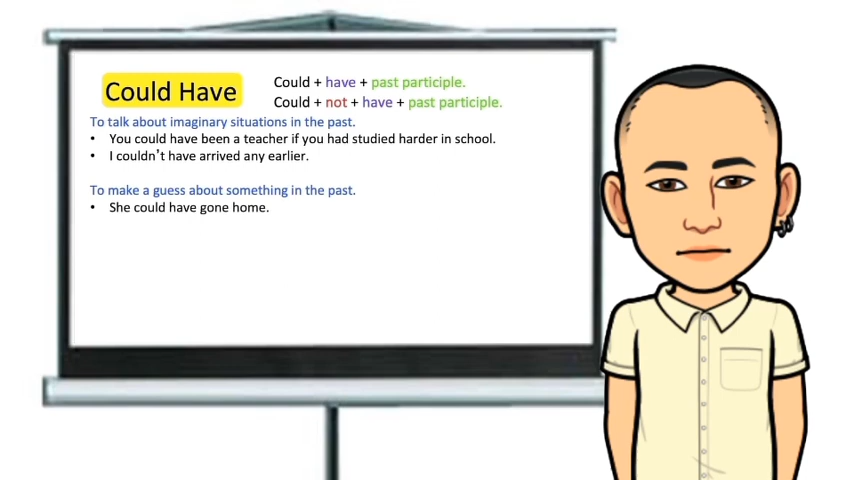 Could Have
Could + have + past participle.
Could + not + have + past participle.
To talk about imaginary situations in the past.
• You could have been a teacher if you had studied harder in school.
• I couldn't have arrived any earlier.
To make a guess about something in the past.
• She could have gone home.